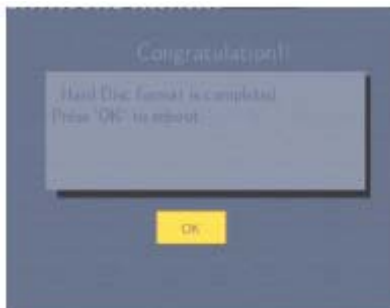 Congratulation!!
Hard Disc format is completed
Press "OK" to reboot
OK